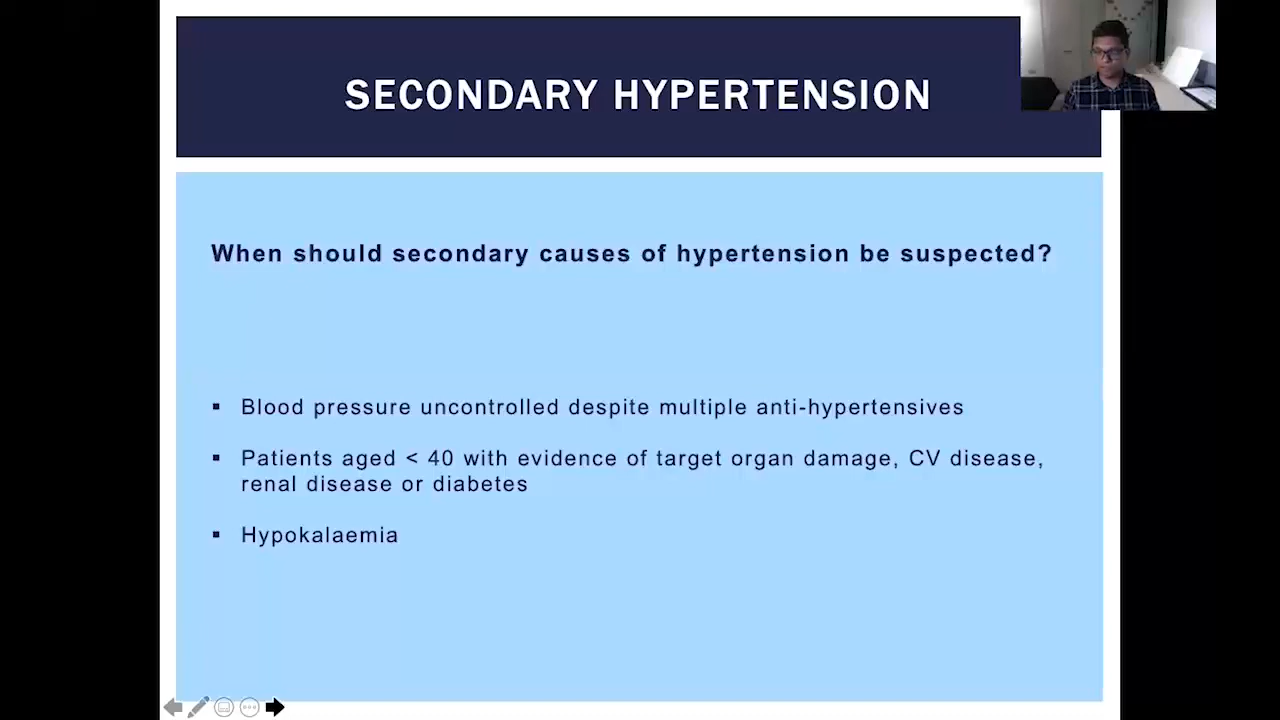 SECONDARY HYPERTENSION
When should secondary causes of hypertension be suspected?
▪ Blood pressure uncontrolled despite multiple anti-hypertensives
▪ Patients aged < 40 with evidence of target organ damage, CV disease,
renal disease or diabetes
▪ Hypokalaemia